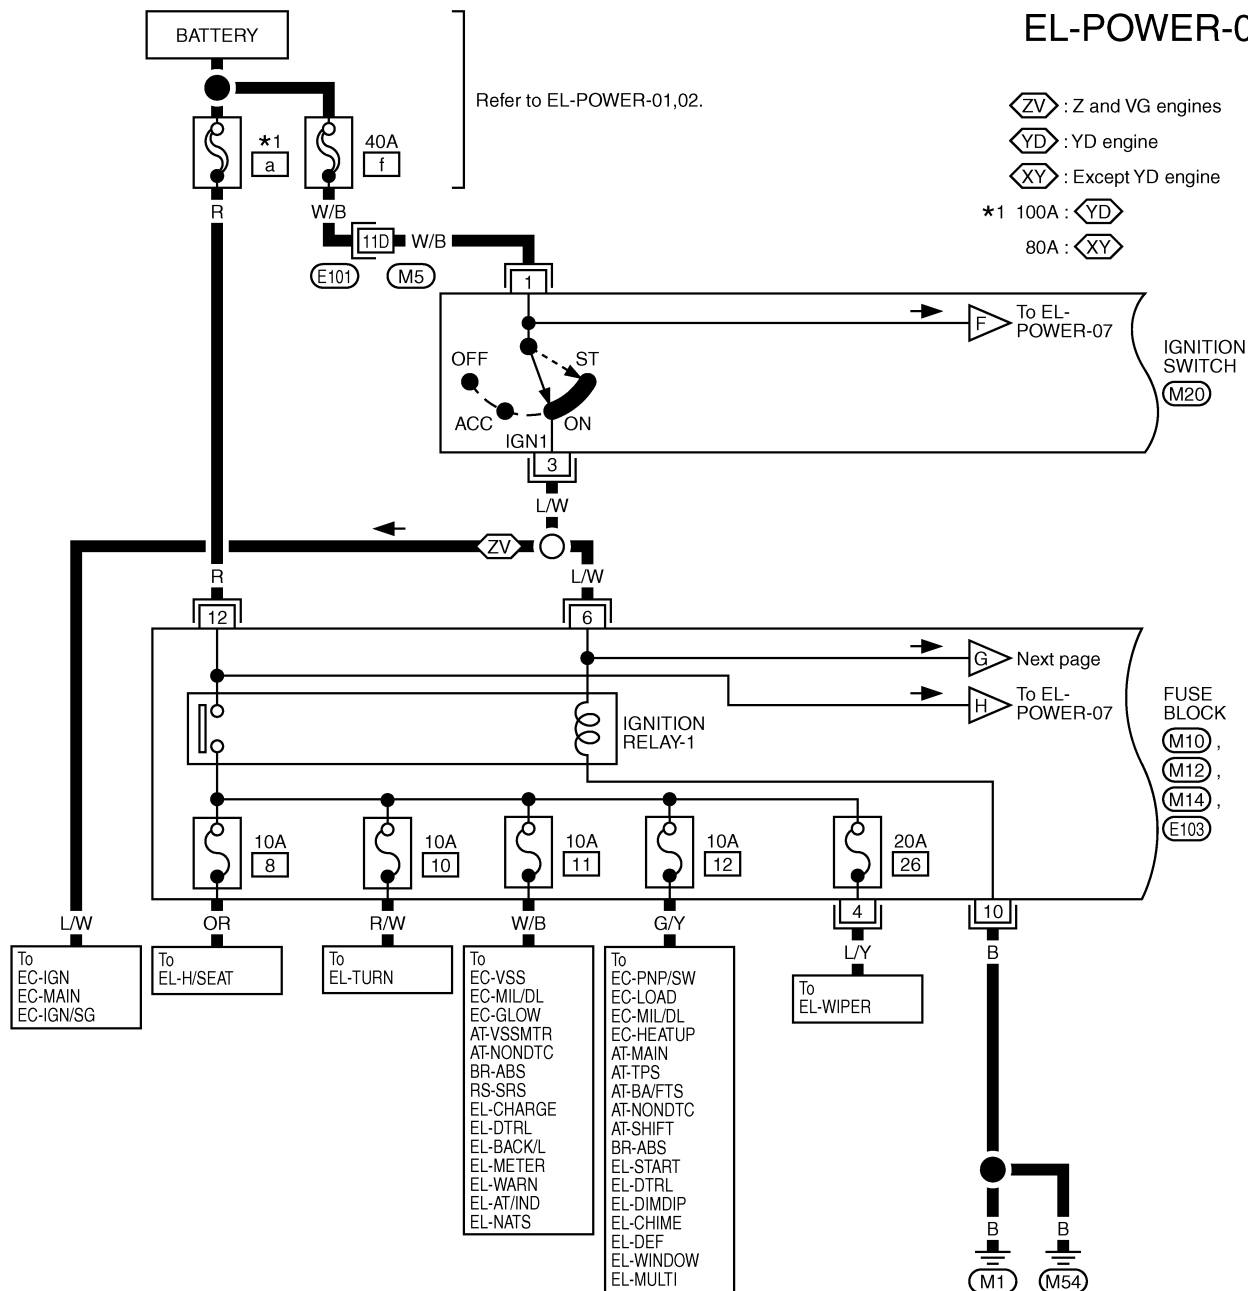 EL-POWER-0
BATTERY
Refer to EL-POWER-01,02.
ZV : Z and VG engines
YD : YD engine
XY : Except YD engine
*1 100A : YD
80A : XY
*1
a
40A
f
R
W/B
11D
W/B
E101
M5
1
F
To EL-
POWER-07
IGNITION
SWITCH
M20
OFF
ST
ACC
ON
IGN1
3
L/W
ZV
R
L/W
12
6
G
Next page
H
To EL-
POWER-07
IGNITION
RELAY-1
FUSE
BLOCK
M10 ,
M12 ,
M14 ,
E103
10A
8
10A
10
10A
11
10A
12
20A
26
4
10
L/W
OR
R/W
W/B
G/Y
L/Y
B
To
EC-IGN
EC-MAIN
EC-IGN/SG
To
EL-H/SEAT
To
EL-TURN
To
EC-VSS
EC-MIL/DL
EC-GLOW
AT-VSSMTR
AT-NONDTC
BR-ABS
RS-SRS
EL-CHARGE
EL-DTRL
EL-BACK/L
EL-METER
EL-WARN
EL-AT/IND
EL-NATS
To
EC-PNP/SW
EC-LOAD
EC-MIL/DL
EC-HEATUP
AT-MAIN
AT-TPS
AT-BA/FTS
AT-NONDTC
AT-SHIFT
BR-ABS
EL-START
EL-DTRL
EL-DIMDIP
EL-CHIME
EL-DEF
EL-WINDOW
EL-MULTI
To
EL-WIPER
B
B
M1
M54